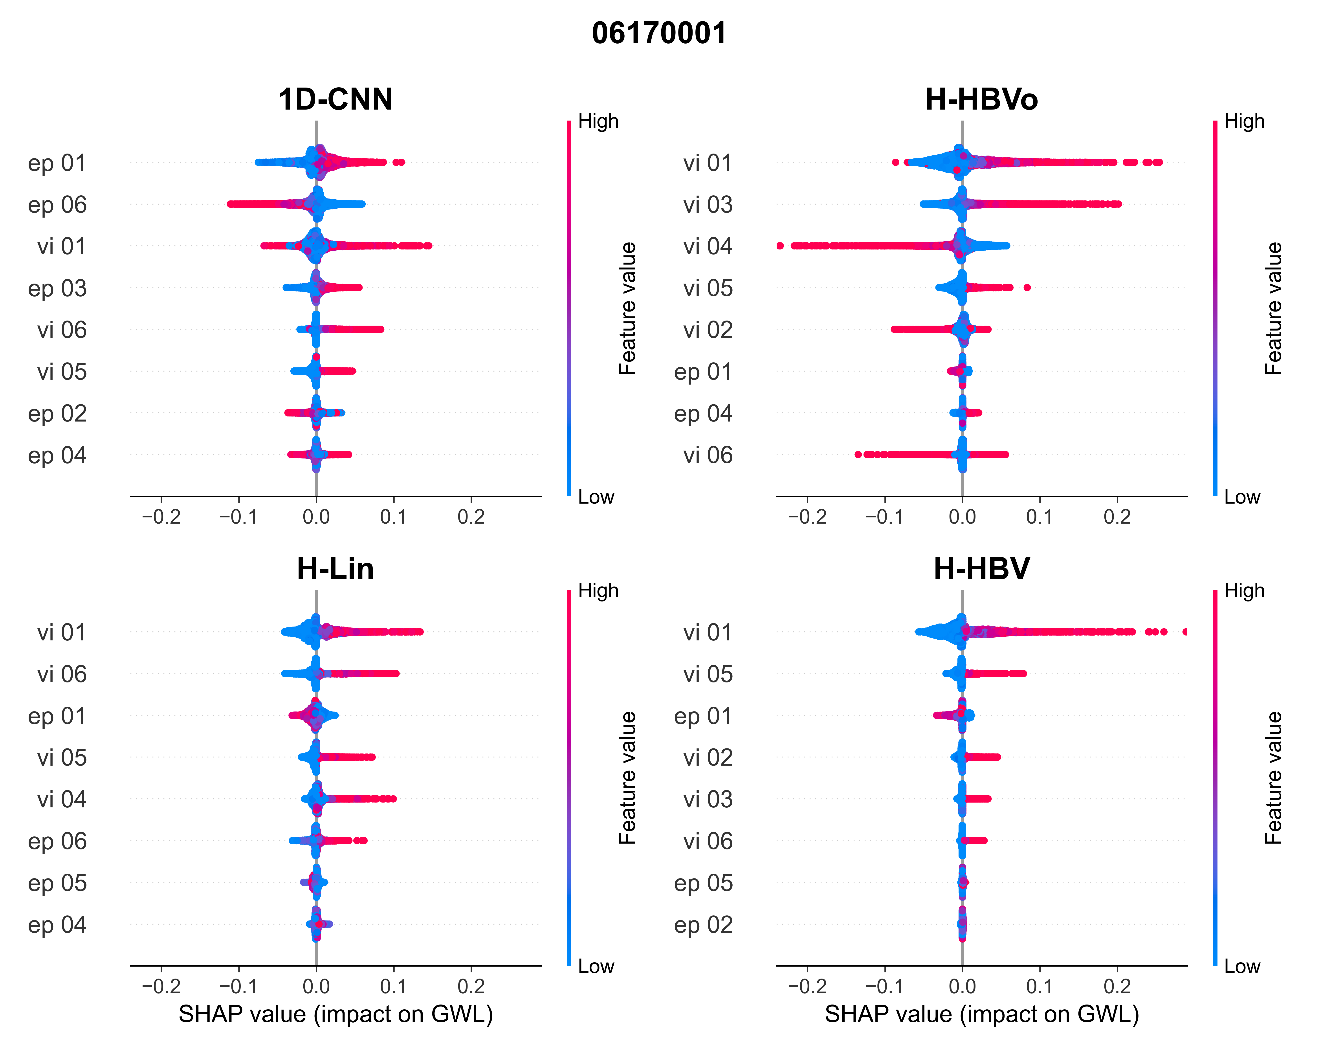 06170001
1D-CNN
High
ep 01
ep 06
vi 01
ep 03
vi 06
vi 05
ep 02
ep 04
Feature value
Low
−0.2 −0.1 0.0 0.1 0.2
H-HBVo
High
vi 01
vi 03
vi 04
vi 05
vi 02
ep 01
ep 04
vi 06
Feature value
Low
−0.2 −0.1 0.0 0.1 0.2
H-Lin
High
vi 01
vi 06
ep 01
vi 05
vi 04
ep 06
ep 05
ep 04
Feature value
Low
−0.2 −0.1 0.0 0.1 0.2
SHAP value (impact on GWL)
H-HBV
High
vi 01
vi 05
ep 01
vi 02
vi 03
vi 06
ep 05
ep 02
Feature value
Low
−0.2 −0.1 0.0 0.1 0.2
SHAP value (impact on GWL)